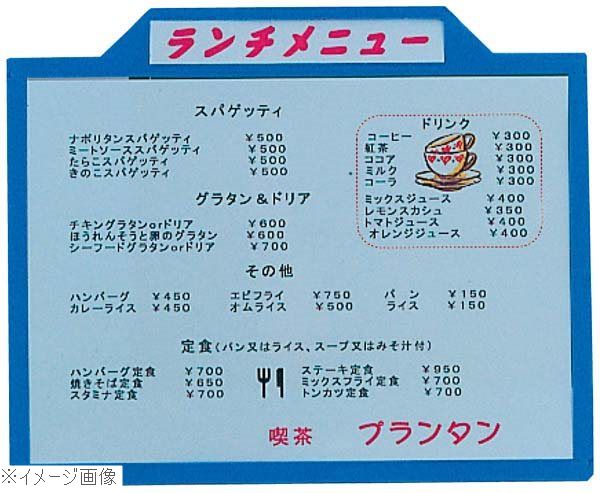 ランチメニュー
スパゲッティ
ナポリタンスパゲッティ ¥500
ミートソーススパゲッティ ¥500
たらこスパゲッティ ¥500
きのこスパゲッティ ¥500
グラタン&ドリア
チキングラタンorドリア ¥600
ほうれんそうと卵のグラタン ¥600
シーフードグラタンorドリア ¥700
ドリンク
コーヒー ¥300
紅茶 ¥300
ココア ¥300
ミルク ¥300
コーラ ¥300
ミックスジュース ¥400
レモンスカシュ ¥350
トマトジュース ¥400
オレンジジュース ¥400
その他
ハンバーグ ¥450 エピフライ ¥750 パン ¥150
カレーライス ¥450 オムライス ¥500 ライス ¥150
定食(パン又はライス、スープ又はみそ汁付)
ハンバーグ定食 ¥700 ステーキ定食 ¥950
焼きそば定食 ¥650 ミックスフライ定食 ¥700
スタミナ定食 ¥700 トンカツ定食 ¥700
喫茶 プランタン
※イメージ画像